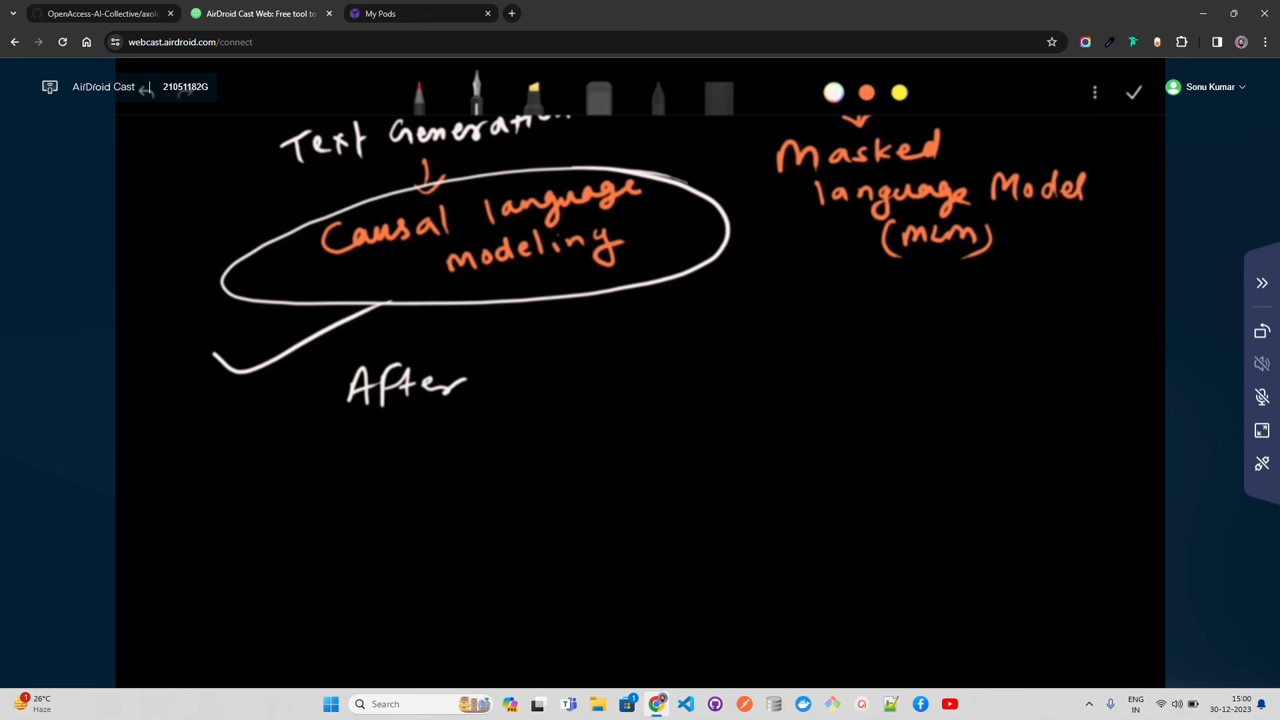 OpenAccess-AI-Collective/axol
AirDroid Cast Web: Free tool to
My Pods
webcast.airdroid.com/connect
AirDroid Cast
21051182G
Sonu Kumar
Text Generation
Causal language
modeling
Masked
language Model
(MLM)
After
26°C
Haze
Search
ENG
IN
15:00
30-12-2023